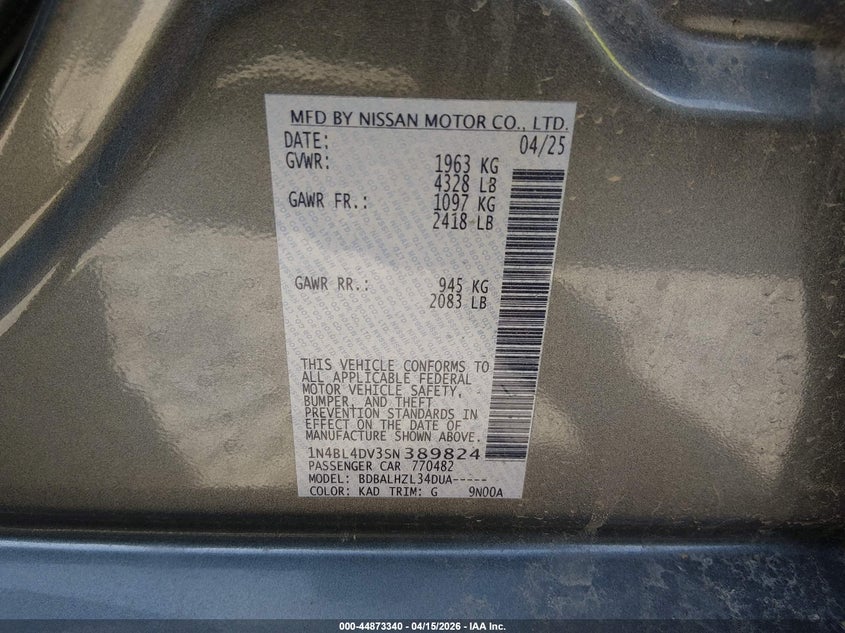 MFD BY NISSAN MOTOR CO., LTD.
DATE: 04/25
GVWR: 1963 KG
4328 LB
GAWR FR.: 1097 KG
2418 LB
GAWR RR.: 945 KG
2083 LB
THIS VEHICLE CONFORMS TO
ALL APPLICABLE FEDERAL
MOTOR VEHICLE SAFETY,
BUMPER, AND THEFT
PREVENTION STANDARDS IN
EFFECT ON THE DATE OF
MANUFACTURE SHOWN ABOVE.
1N4BL4DV3SN389824
PASSENGER CAR 770482
MODEL: BDBALHZL34DUA-----
COLOR: KAD TRIM: G 9N00A
000-44873340 - 04/15/2026 - IAA Inc.